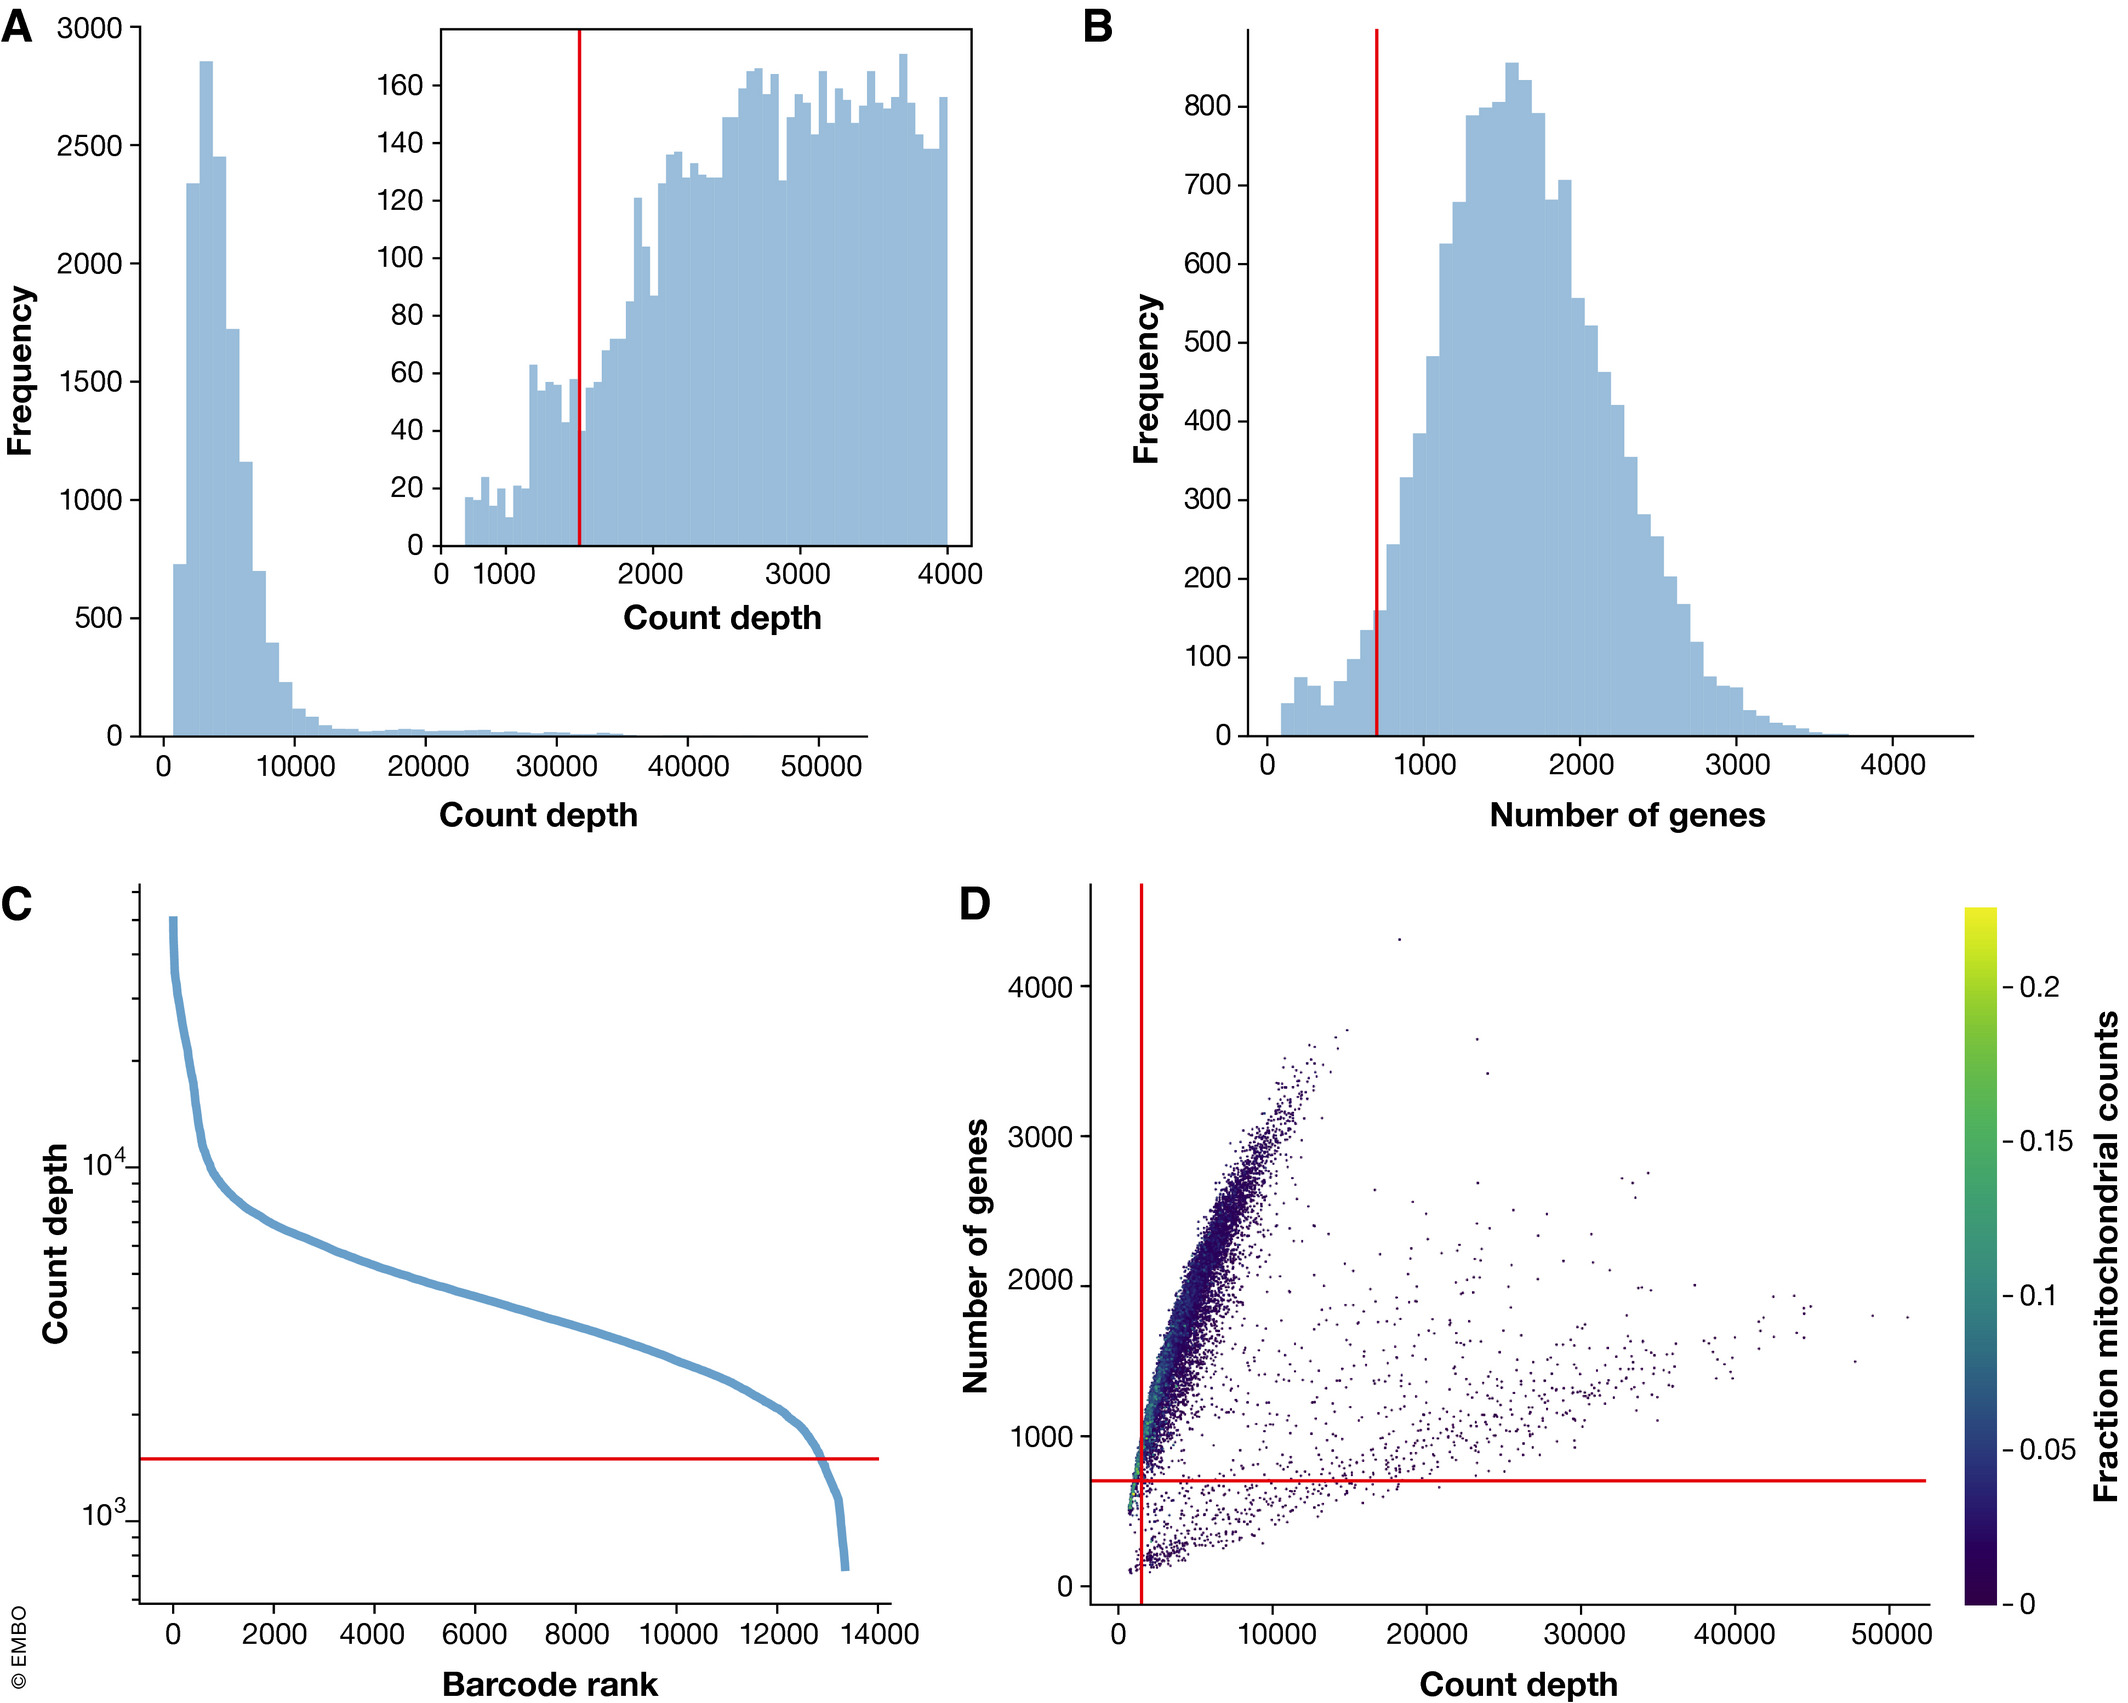 A
3000
2500
2000
1500
1000
500
0
Frequency
0 10000 20000 30000 40000 50000
Count depth
160
140
120
100
80
60
40
20
0
0 1000 2000 3000 4000
Count depth
B
800
700
600
500
400
300
200
100
0
Frequency
0 1000 2000 3000 4000
Number of genes
C
10^4
10^3
Count depth
0 2000 4000 6000 8000 10000 12000 14000
Barcode rank
D
4000
3000
2000
1000
0
Number of genes
0 10000 20000 30000 40000 50000
Count depth
0.2
0.15
0.1
0.05
0
Fraction mitochondrial counts
© EMBO